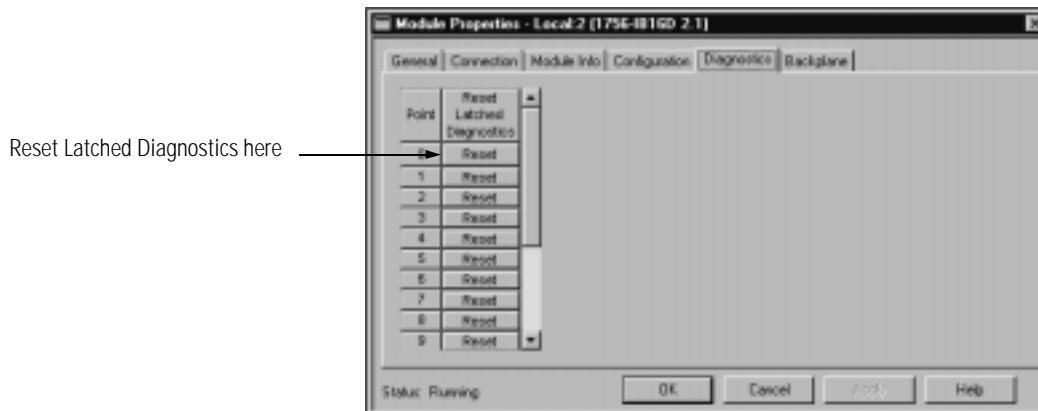 Module Properties - Local:2 (1756-IB16D 2.1)
General Connection Module Info Configuration Diagnostics Backplane
Point Reset Latched Diagnostics
Reset Latched Diagnostics here
0 Reset
1 Reset
2 Reset
3 Reset
4 Reset
5 Reset
6 Reset
7 Reset
8 Reset
9 Reset
Status: Running
OK Cancel Apply Help